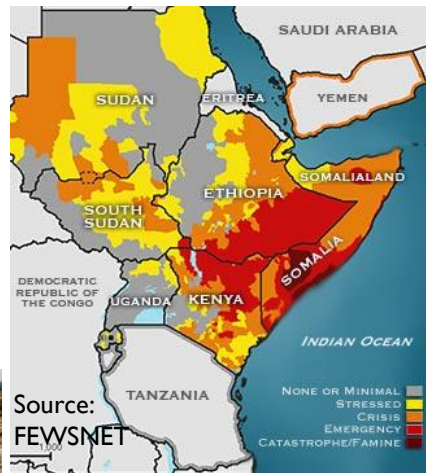 SAUDI ARABIA
SUDAN
ERITREA
YEMEN
SOMALILAND
ETHIOPIA
SOUTH
SUDAN
SOMALIA
DEMOCRATIC
REPUBLIC OF
THE CONGO
UGANDA
KENYA
INDIAN OCEAN
TANZANIA
NONE OR MINIMAL
STRESSED
CRISIS
EMERGENCY
CATASTROPHE/FAMINE
Source:
FEWSNET